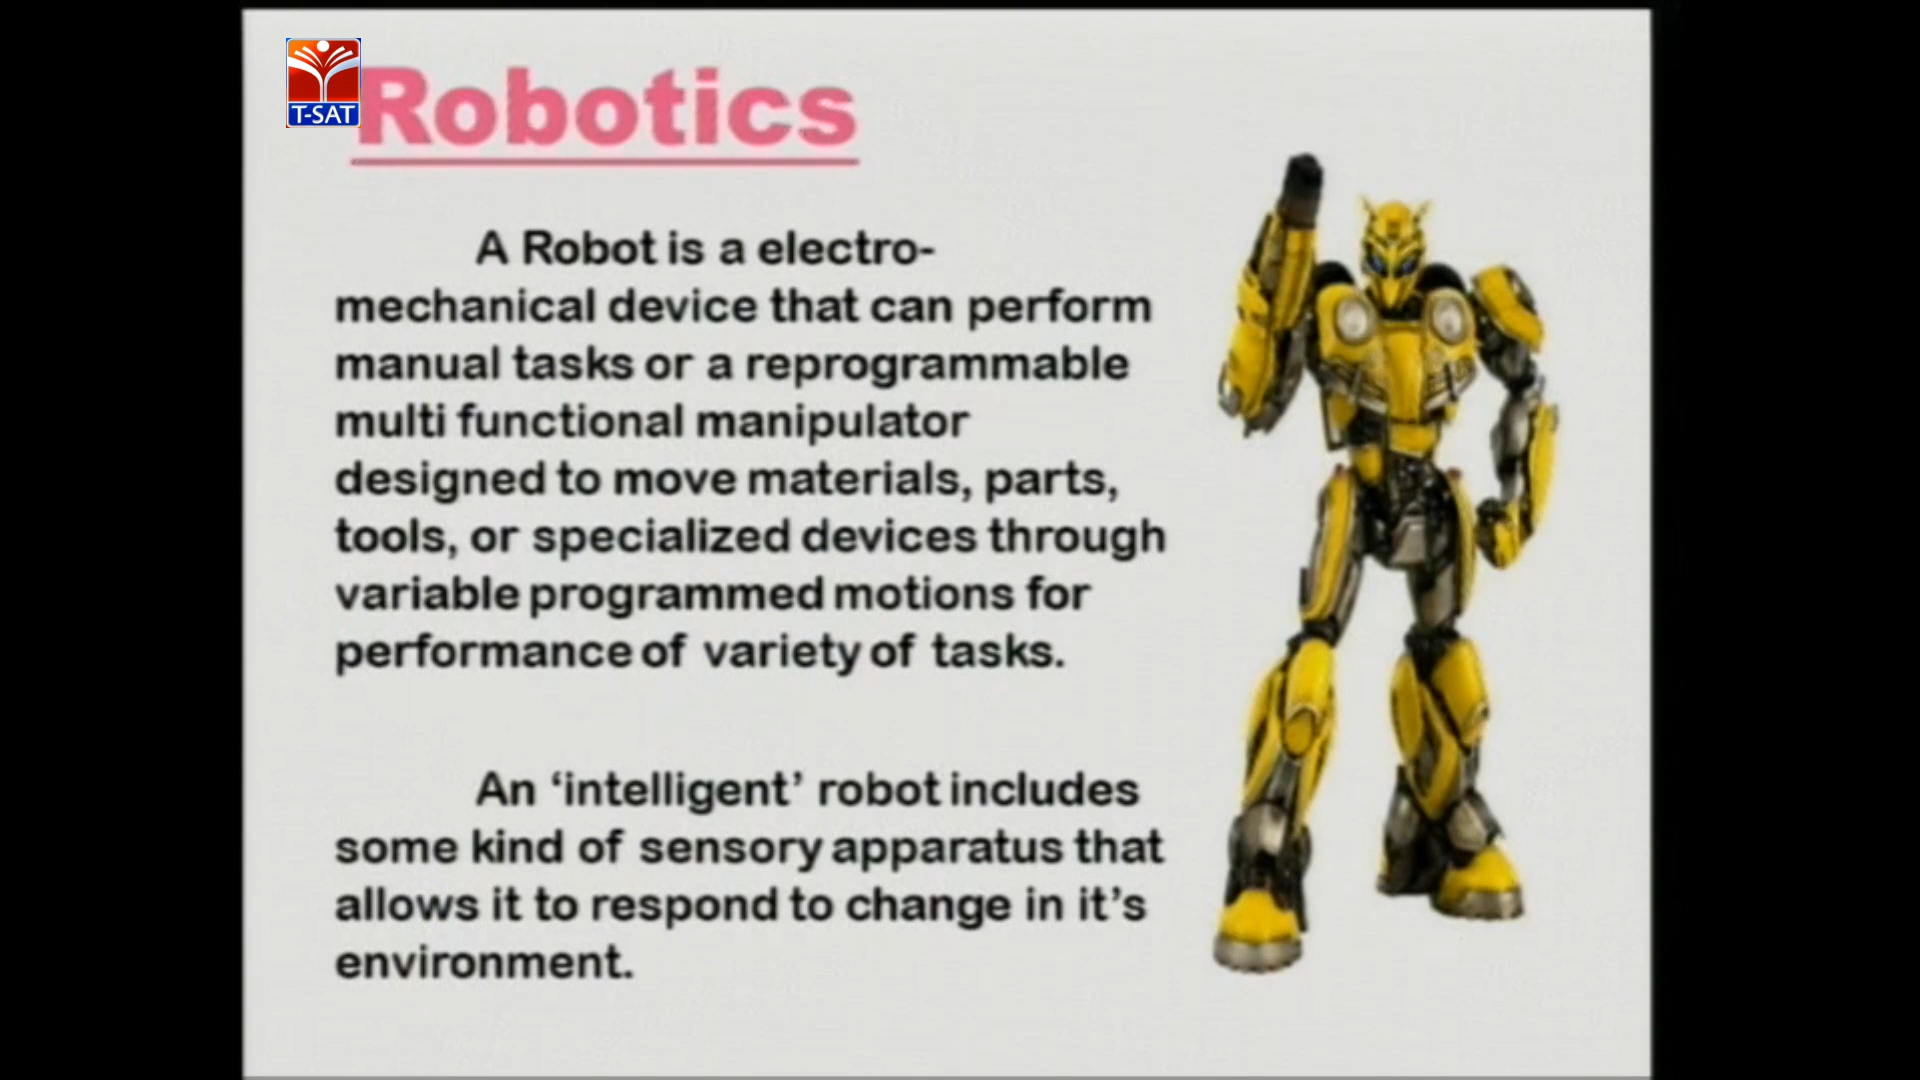 T-SAT
Robotics
A Robot is a electro-
mechanical device that can perform
manual tasks or a reprogrammable
multi functional manipulator
designed to move materials, parts,
tools, or specialized devices through
variable programmed motions for
performance of variety of tasks.
An ‘intelligent’ robot includes
some kind of sensory apparatus that
allows it to respond to change in it’s
environment.